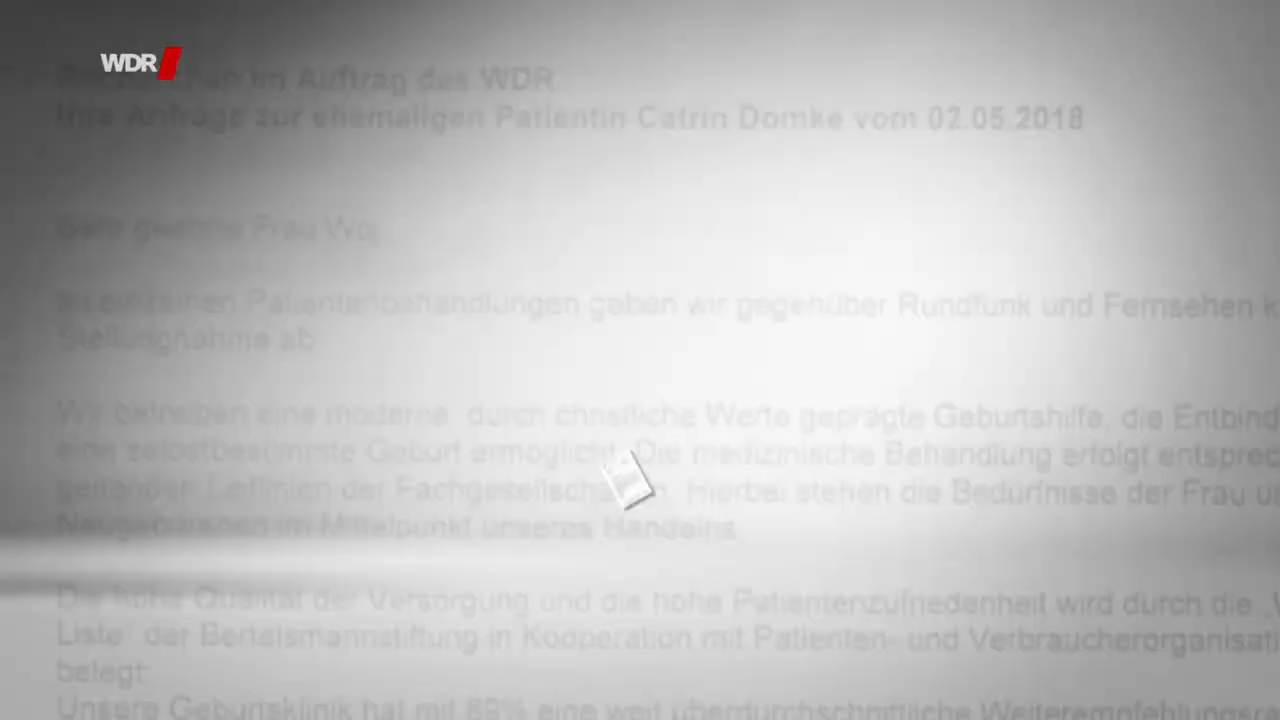 WDR
im Auftrag des WDR
Ihre Anfrage zur ehemaligen Patientin Catrin Domke vom 02.05.2018
Sehr geehrte Frau
zu einzelnen Patientenbehandlungen geben wir gegenüber Rundfunk und Fernsehen k
Stellungnahme ab
Wir betreiben eine moderne, durch christliche Werte geprägte Geburtshilfe, die Entbind
eine selbstbestimmte Geburt ermöglicht. Die medizinische Behandlung erfolgt entsprec
geltenden Leitlinien der Fachgesellschaften. Hierbei stehen die Bedürfnisse der Frau u
Neugeborenen im Mittelpunkt unseres Handelns.
Die hohe Qualität der Versorgung und die hohe Patientenzufriedenheit wird durch die
Liste" der Bertelsmannstiftung in Kooperation mit Patienten- und Verbraucherorganisati
belegt:
Unsere Geburtsklinik hat mit 89% eine weit überdurchschnittliche Weiterempfehlungsra